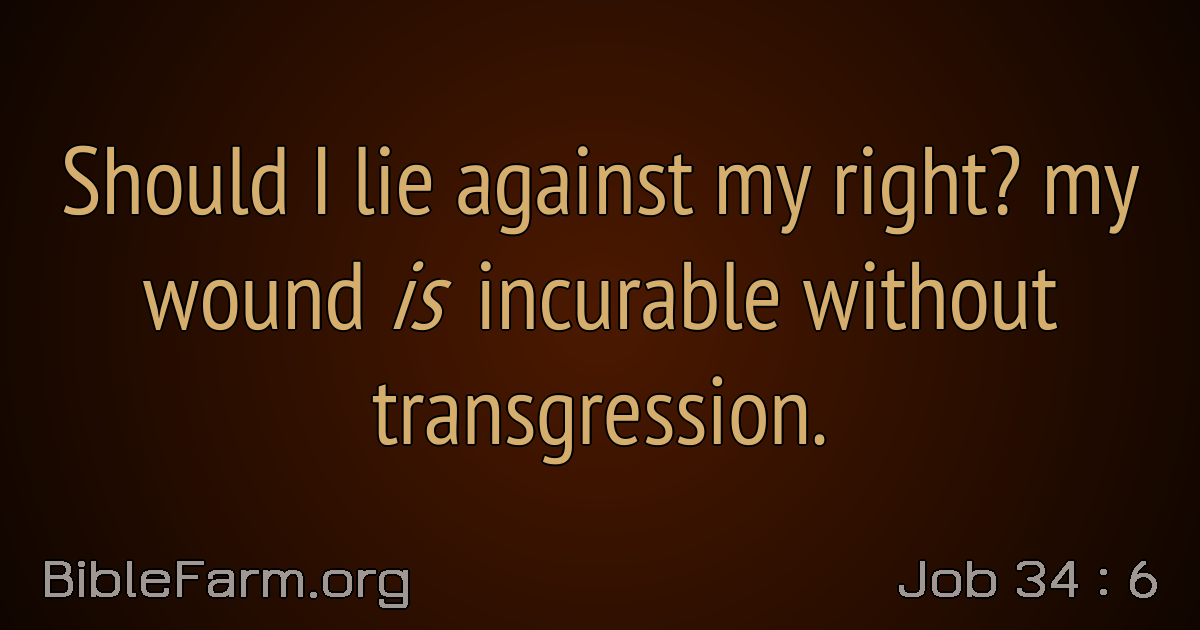 Should I lie against my right? my
wound is incurable without
transgression.
BibleFarm.org
Job 34 : 6